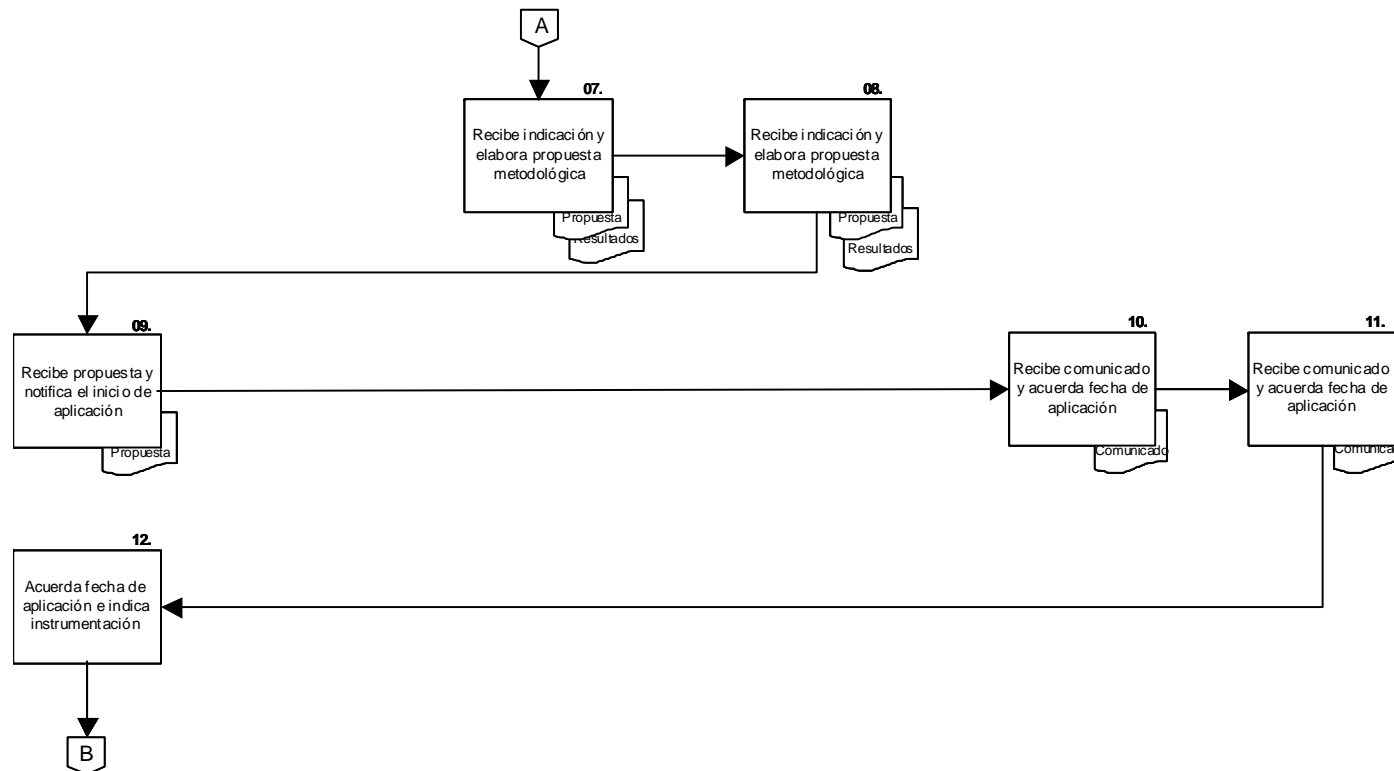 A
07.
Recibe indicación y
elabora propuesta
metodológica
Propuesta
Resultados
08.
Recibe indicación y
elabora propuesta
metodológica
Propuesta
Resultados
09.
Recibe propuesta y
notifica el inicio de
aplicación
Propuesta
10.
Recibe comunicado
y acuerda fecha de
aplicación
Comunicado
11.
Recibe comunicado
y acuerda fecha de
aplicación
Comunica
12.
Acuerda fecha de
aplicación e indica
instrumentación
B